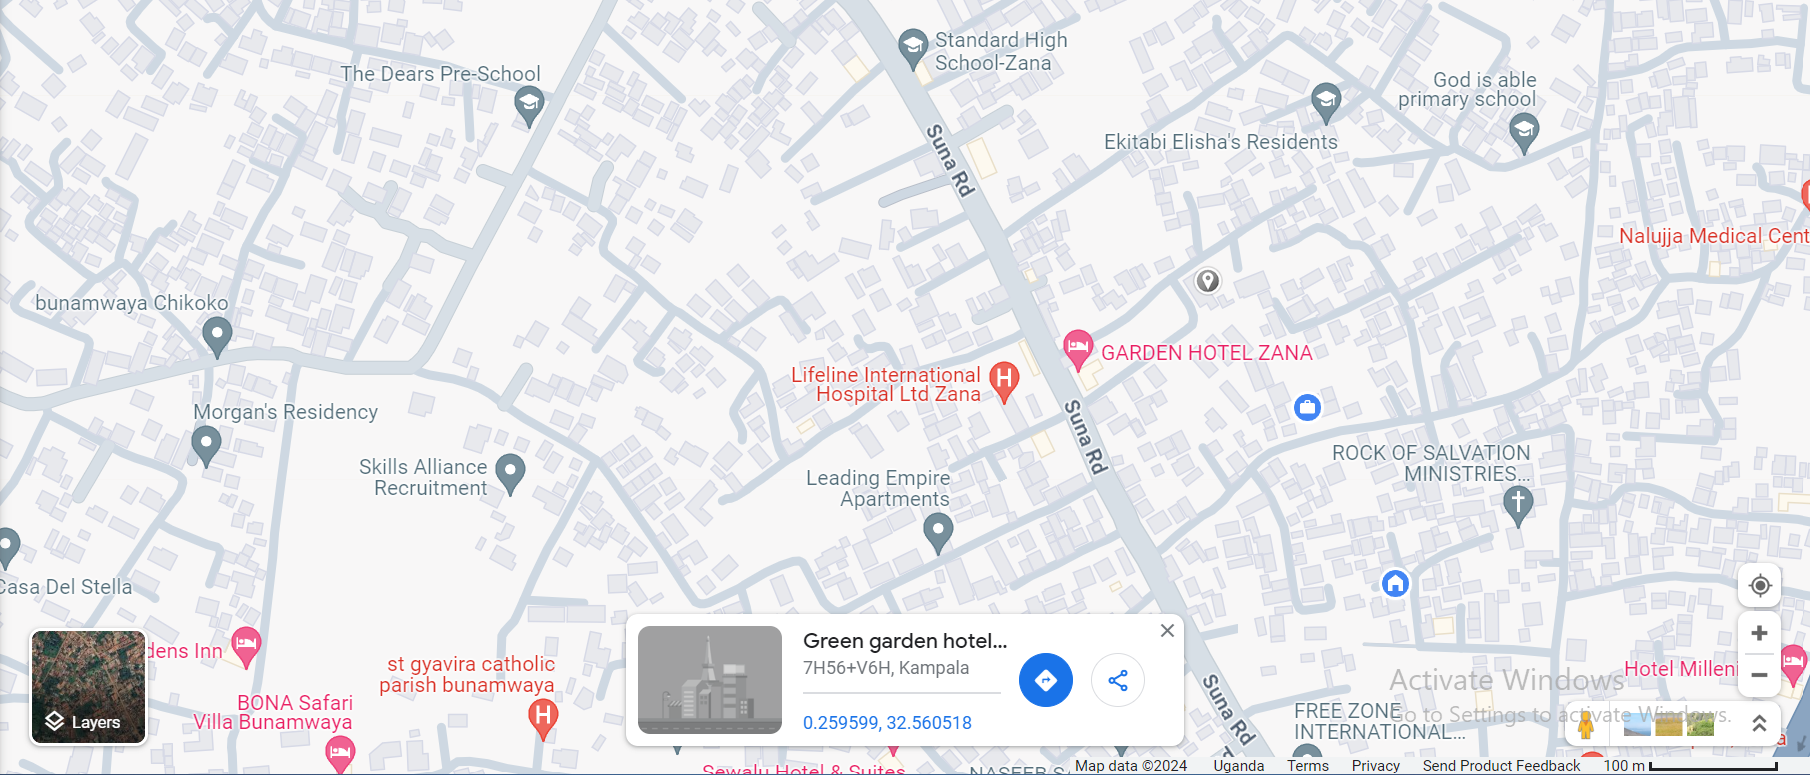 Standard High
School-Zana
The Dears Pre-School
God is able
primary school
Suna Rd
Ekitabi Elisha's Residents
Nalujja Medical Cent
bunamwaya Chikoko
GARDEN HOTEL ZANA
Lifeline International
Hospital Ltd Zana
Morgan's Residency
Suna Rd
ROCK OF SALVATION
MINISTRIES...
Skills Alliance
Recruitment
Leading Empire
Apartments
Casa Del Stella
dens Inn
st gyavira catholic
parish bunamwaya
BONA Safari
Villa Bunamwaya
Layers
Green garden hotel...
7H56+V6H, Kampala
0.259599, 32.560518
Suna Rd
Hotel Milleni
Activate Windows
Go to Settings to activate Windows.
FREE ZONE
INTERNATIONAL...
Sewalu Hotel & Suites
Map data ©2024 Uganda Terms Privacy Send Product Feedback 100 m